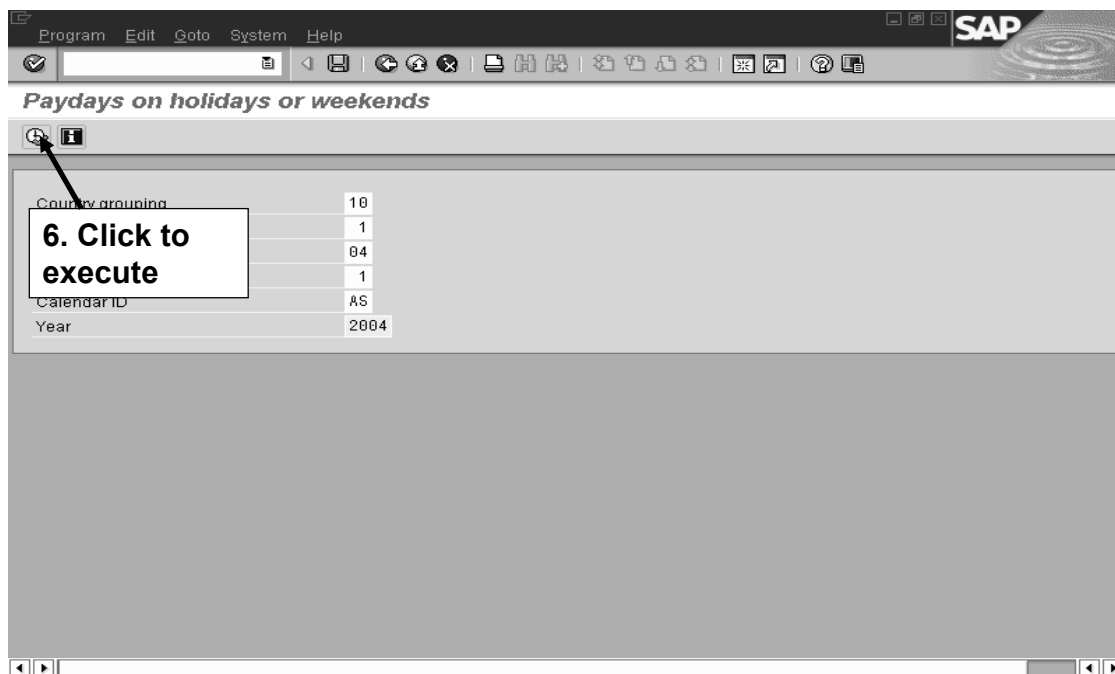 Program Edit Goto System Help
SAP
Paydays on holidays or weekends
Country grouping 10
1
04
1
6. Click to
execute
Calendar ID AS
Year 2004